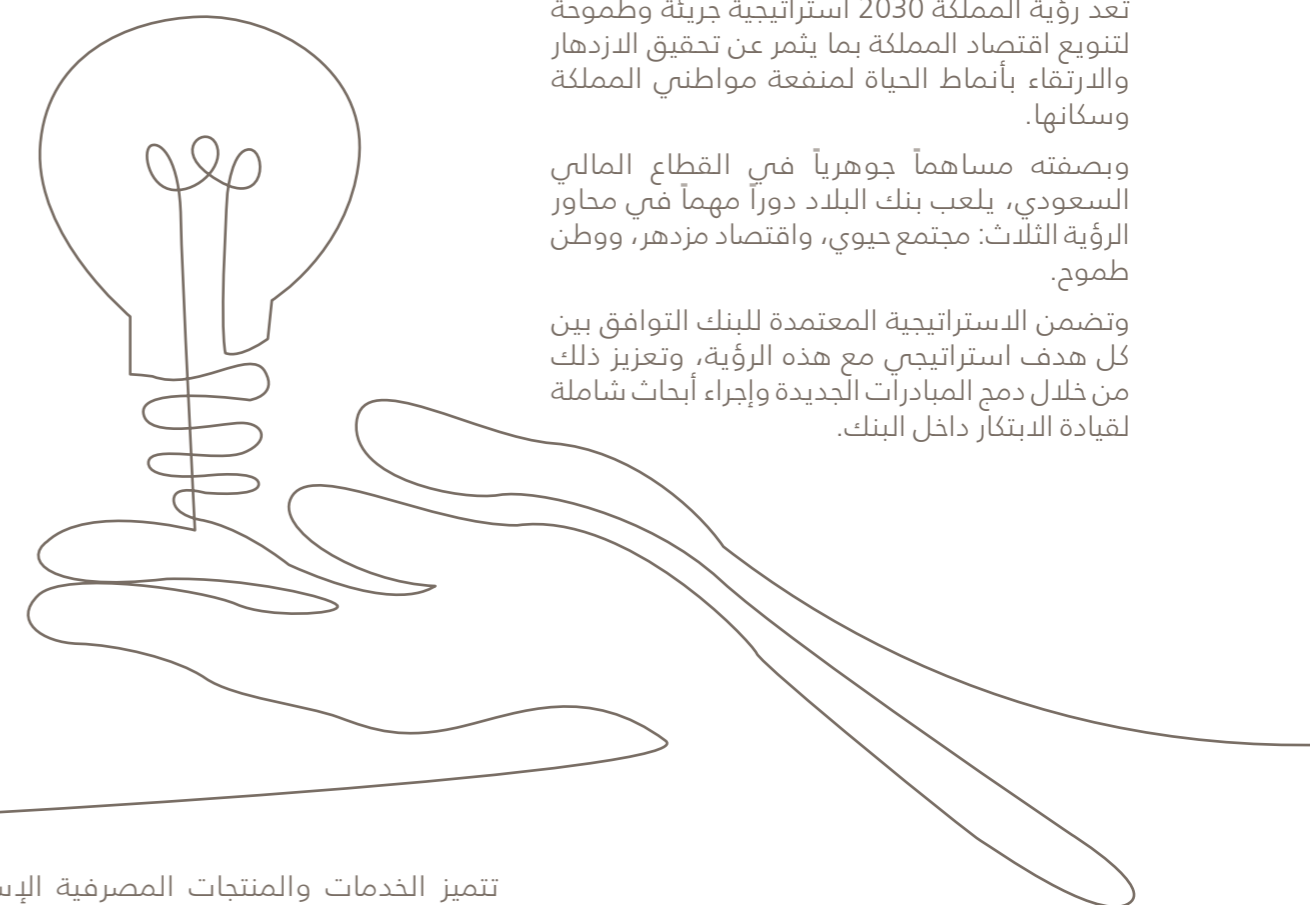 تعد رؤية المملكة 2030 استراتيجية جريئة وطموحة
لتنويع اقتصاد المملكة بما يثمر عن تحقيق الازدهار
والارتقاء بأنماط الحياة لمنفعة مواطني المملكة
وسكانها.
وبصفته مساهماً جوهرياً في القطاع المالي
السعودي، يلعب بنك البلاد دوراً مهماً في محاور
الرؤية الثلاث: مجتمع حيوي، واقتصاد مزدهر، ووطن
طموح.
وتضمن الاستراتيجية المعتمدة للبنك التوافق بين
كل هدف استراتيجي مع هذه الرؤية، وتعزيز ذلك
من خلال دمج المبادرات الجديدة وإجراء أبحاث شاملة
لقيادة الابتكار داخل البنك.
تتميز الخدمات والمنتجات المصرفية